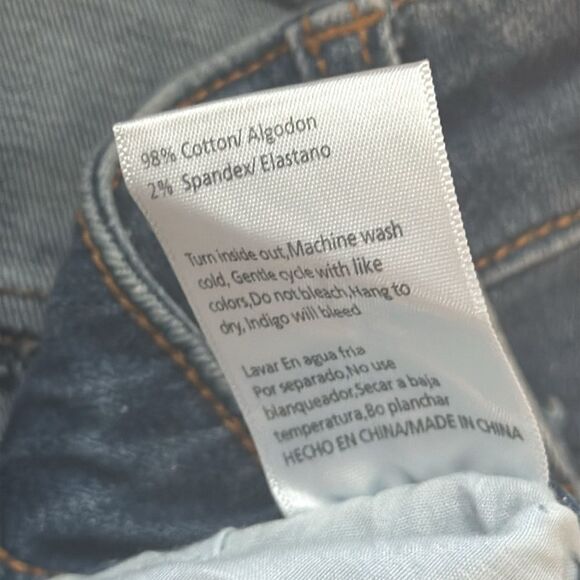 98% Cotton/ Algodon
2% Spandex/ Elastano
Turn inside out,Machine wash
cold, Gentle cycle with like
colors,Do not bleach,Hang to
dry,Indigo will bleed
Lavar En agua fria
Por separado,No use
blanqueador,Secar a baja
temperatura,Bo planchar
HECHO EN CHINA/MADE IN CHINA